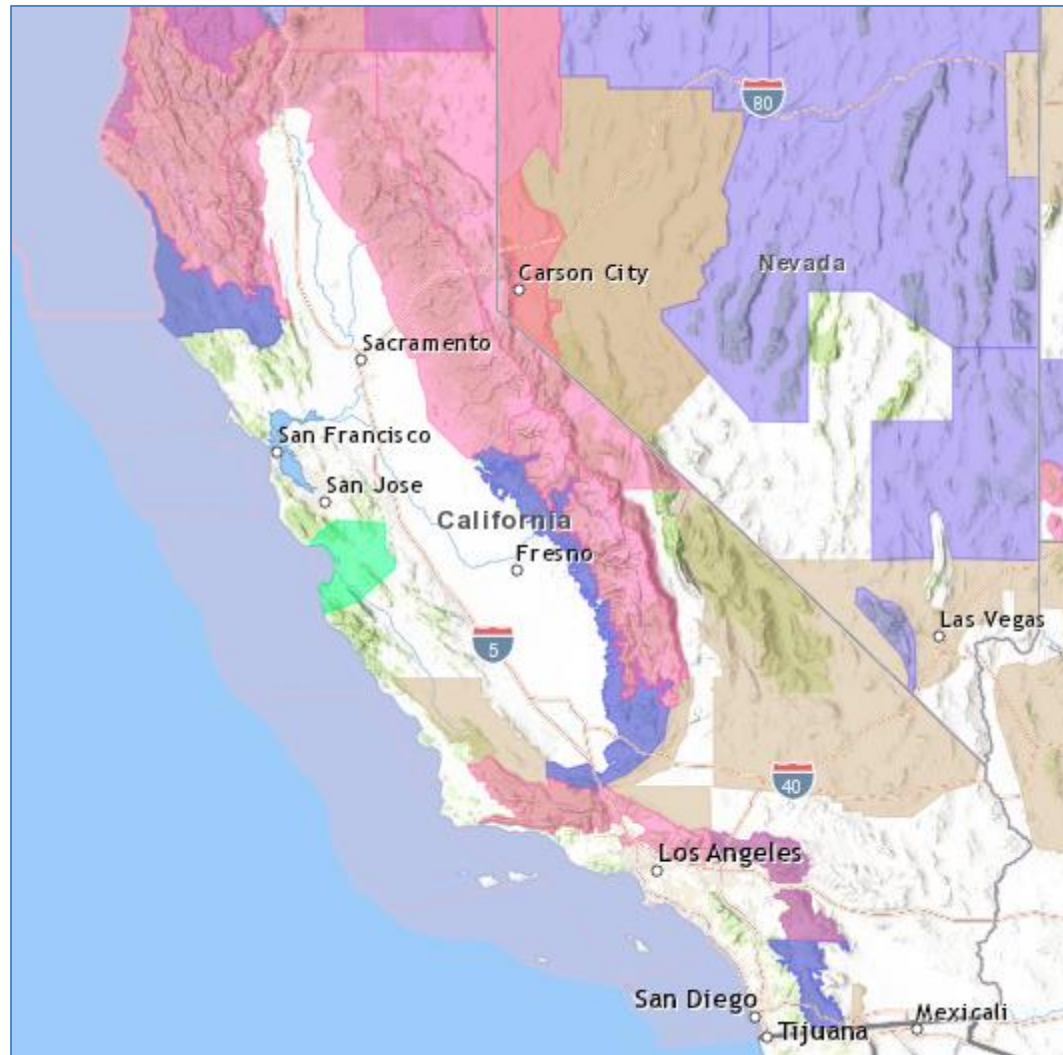 80
Nevada
Carson City
Sacramento
San Francisco
San Jose
California
Fresno
Las Vegas
5
40
Los Angeles
San Diego
Mexicali
Tijuana